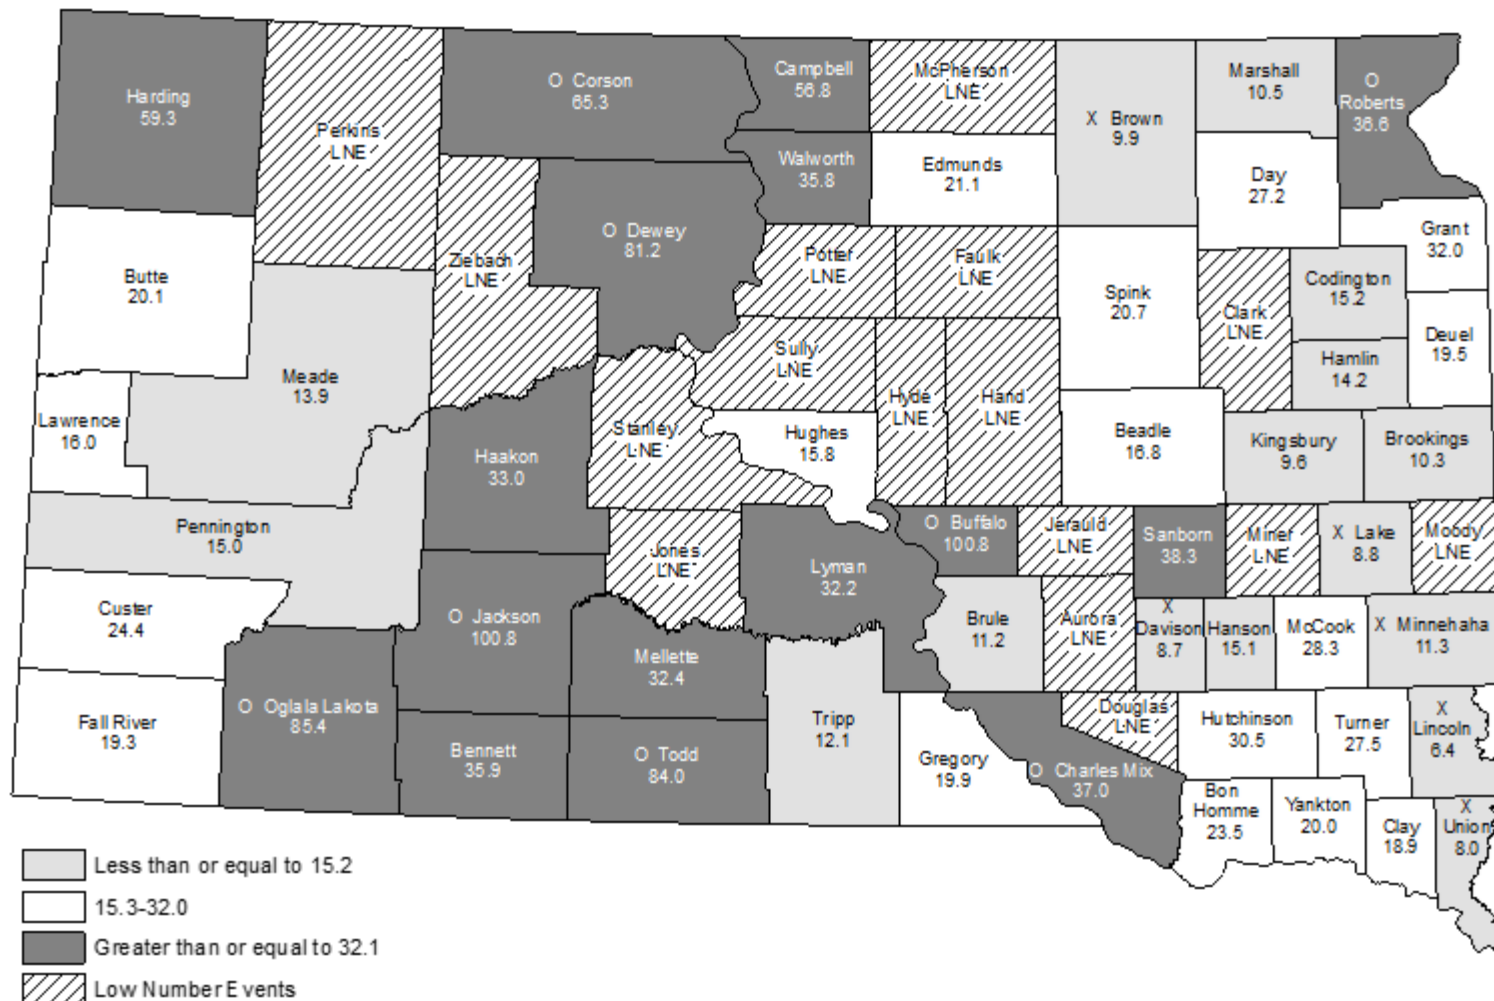 Harding
59.3
Perkins
LNE
O Corson
65.3
Campbell
56.8
McPherson
LNE
X Brown
9.9
Marshall
10.5
O
Roberts
36.6
Walworth
35.8
Edmunds
21.1
Day
27.2
Grant
32.0
Butte
20.1
Ziebach
LNE
O Dewey
81.2
Potter
LNE
Faulk
LNE
Spink
20.7
Clark
LNE
Codington
15.2
Deuel
19.5
Hamlin
14.2
Meade
13.9
Sully
LNE
Lawrence
16.0
Haakon
33.0
Stanley
LNE
Hughes
15.8
Hyde
LNE
Hand
LNE
Beadle
16.8
Kingsbury
9.6
Brookings
10.3
Pennington
15.0
Jones
LNE
Lyman
32.2
O Buffalo
100.8
Jerauld
LNE
Sanborn
38.3
Miner
LNE
X Lake
8.8
Moody
LNE
Custer
24.4
O Jackson
100.8
Mellette
32.4
Brule
11.2
Aurora
LNE
X
Davison
8.7
Hanson
15.1
McCook
28.3
X Minnehaha
11.3
Fall River
19.3
O Oglala Lakota
85.4
Bennett
35.9
O Todd
84.0
Tripp
12.1
Gregory
19.9
Douglas
LNE
O Charles Mix
37.0
Hutchinson
30.5
Turner
27.5
X
Lincoln
6.4
Bon
Homme
23.5
Yankton
20.0
Clay
18.9
X
Union
8.0
Less than or equal to 15.2
15.3-32.0
Greater than or equal to 32.1
Low Number Events